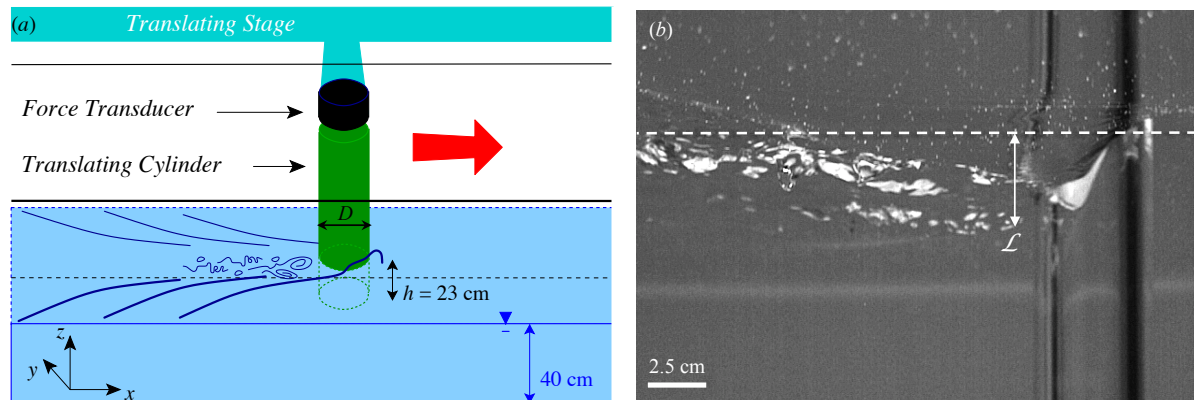 (a)
Translating Stage
Force Transducer
Translating Cylinder
D
h = 23 cm
z
y
x
40 cm
(b)
ℒ
2.5 cm